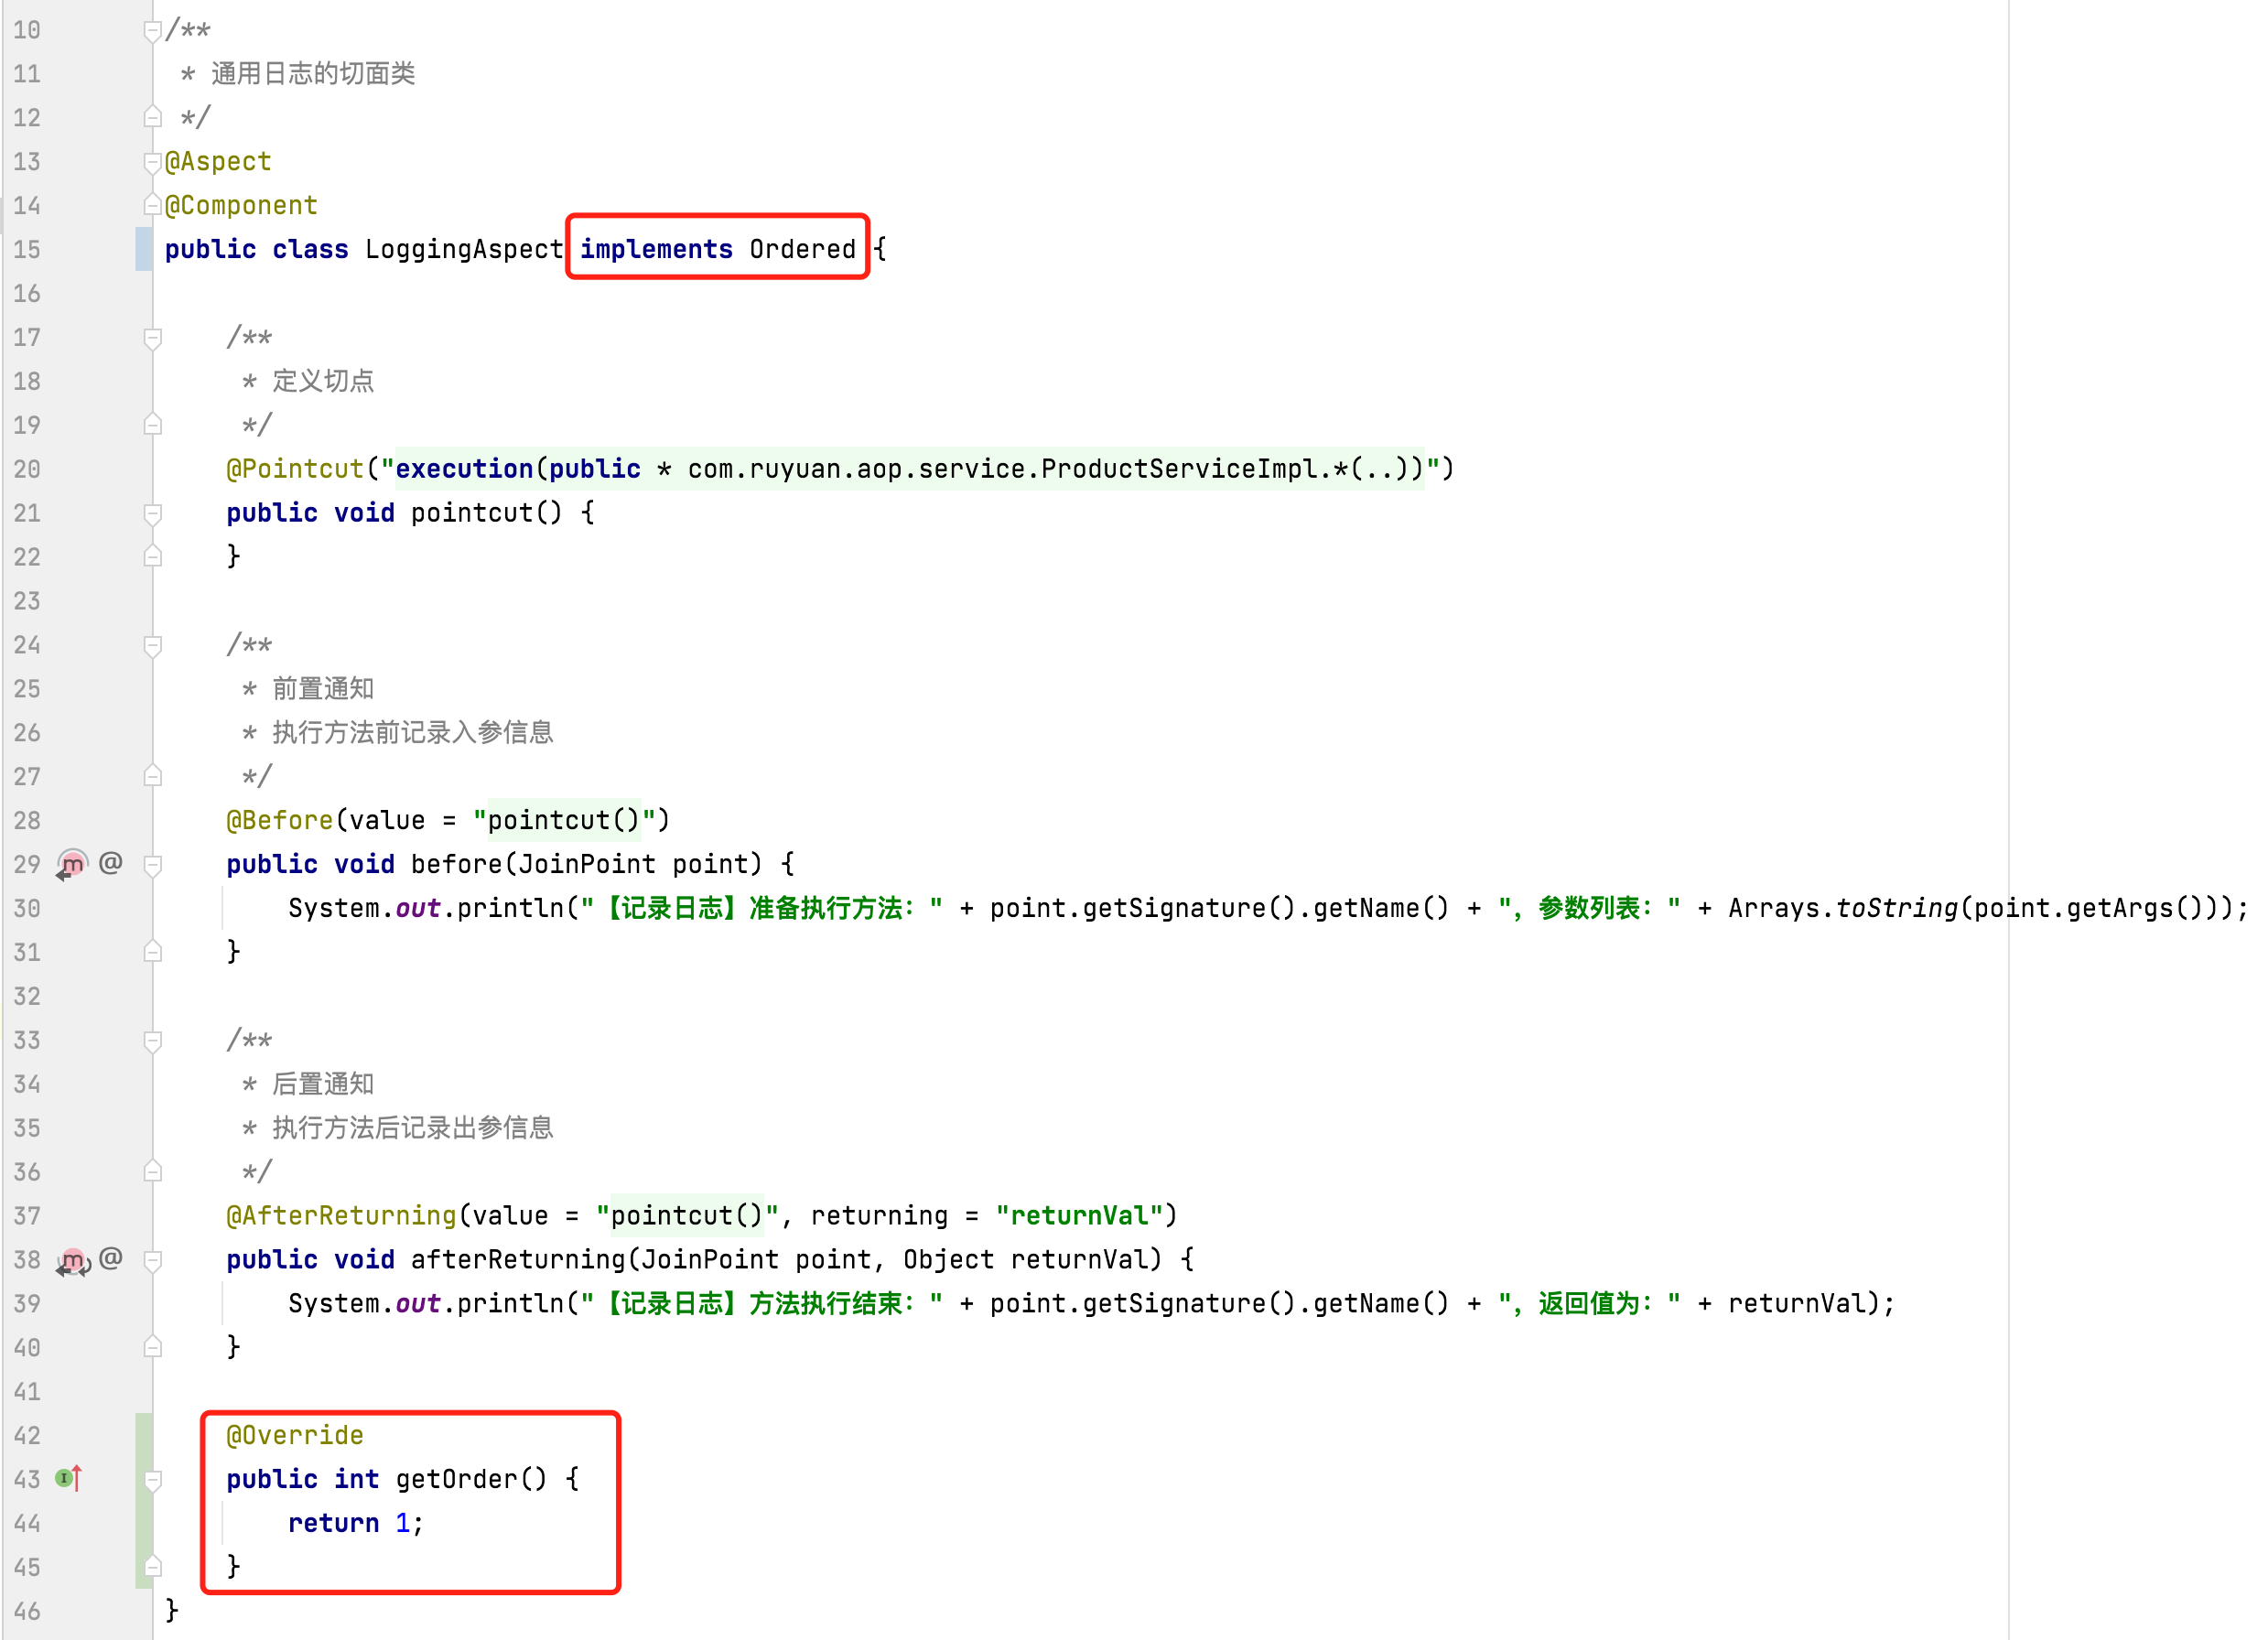 10 /**
11  * 通用日志的切面类
12  */
13 @Aspect
14 @Component
15 public class LoggingAspect implements Ordered {
16
17     /**
18      * 定义切点
19      */
20     @Pointcut("execution(public * com.ruyuan.aop.service.ProductServiceImpl.*(..))")
21     public void pointcut() {
22     }
23
24     /**
25      * 前置通知
26      * 执行方法前记录入参信息
27      */
28     @Before(value = "pointcut()")
29     public void before(JoinPoint point) {
30         System.out.println("【记录日志】准备执行方法：" + point.getSignature().getName() + "，参数列表：" + Arrays.toString(point.getArgs()));
31     }
32
33     /**
34      * 后置通知
35      * 执行方法后记录出参信息
36      */
37     @AfterReturning(value = "pointcut()", returning = "returnVal")
38     public void afterReturning(JoinPoint point, Object returnVal) {
39         System.out.println("【记录日志】方法执行结束：" + point.getSignature().getName() + "，返回值为：" + returnVal);
40     }
41
42     @Override
43     public int getOrder() {
44         return 1;
45     }
46 }